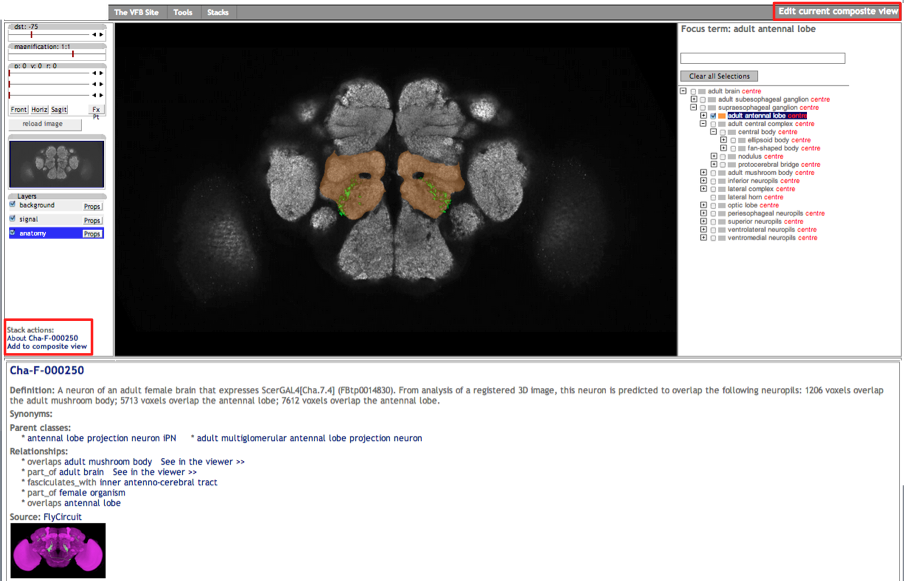 The VFB Site Tools Stacks Edit current composite view
dst: -75
magnification: 1:1
p: 0 y: 0 r: 0
Front Horiz Sagit Fx Pt
reload image
Layers
background Props
signal Props
anatomy Props
Stack actions:
About Cha-F-000250
Add to composite view
Focus term: adult antennal lobe
Clear all Selections
adult brain centre
adult subesophageal ganglion centre
supraesophageal ganglion centre
adult antennal lobe centre
adult central complex centre
central body centre
ellipsoid body centre
fan-shaped body centre
nodulus centre
protocerebral bridge centre
adult mushroom body centre
inferior neuropils centre
lateral complex centre
lateral horn centre
optic lobe centre
periesophageal neuropils centre
superior neuropils centre
ventrolateral neuropils centre
ventromedial neuropils centre
Cha-F-000250
Definition: A neuron of an adult female brain that expresses ScerGAL4[Cha.7.4] (FBtp0014830). From analysis of a registered 3D image, this neuron is predicted to overlap the following neuropils: 1206 voxels overlap
the adult mushroom body; 5713 voxels overlap the antennal lobe; 7612 voxels overlap the antennal lobe.
Synonyms:
Parent classes:
* antennal lobe projection neuron iPN * adult multiglomerular antennal lobe projection neuron
Relationships:
* overlaps adult mushroom body See in the viewer >>
* part_of adult brain See in the viewer >>
* fasciculates_with inner antenno-cerebral tract
* part_of female organism
* overlaps antennal lobe
Source: FlyCircuit